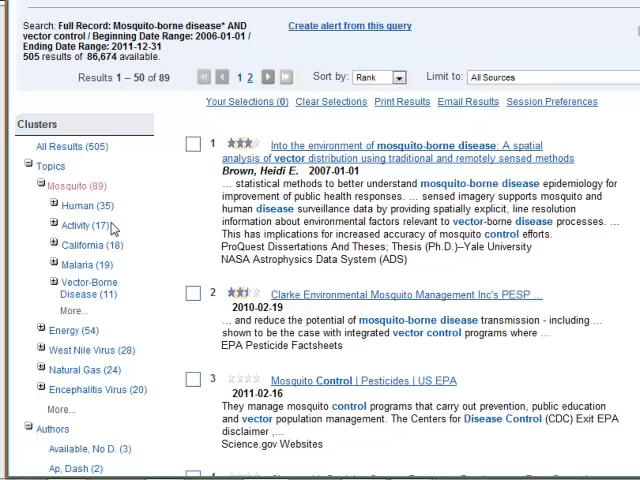 Search: Full Record: Mosquito-borne disease* AND
vector control / Beginning Date Range: 2006-01-01 /
Ending Date Range: 2011-12-31
505 results of 86,674 available.
Create alert from this query
Results 1 – 50 of 89
1 2
Sort by: Rank
Limit to: All Sources
Your Selections (0) Clear Selections Print Results Email Results Session Preferences
Clusters
All Results (505)
Topics
Mosquito (89)
Human (35)
Activity (17)
California (18)
Malaria (19)
Vector-Borne
Disease (11)
More...
Energy (54)
West Nile Virus (28)
Natural Gas (24)
Encephalitis Virus (20)
More...
Authors
Available, No D. (3)
Ap, Dash (2)
1 Into the environment of mosquito-borne disease: A spatial
analysis of vector distribution using traditional and remotely sensed methods
Brown, Heidi E. 2007-01-01
... statistical methods to better understand mosquito-borne disease epidemiology for
improvement of public health responses. ... sensed imagery supports mosquito and
human disease surveillance data by providing spatially explicit, line resolution
information about environmental factors relevant to vector-borne disease processes. ...
This has implications for increased accuracy of mosquito control efforts.
ProQuest Dissertations And Theses; Thesis (Ph.D.)--Yale University
NASA Astrophysics Data System (ADS)
2 Clarke Environmental Mosquito Management Inc's PESP ...
2010-02-19
... and reduce the potential of mosquito-borne disease transmission - including ...
shown to be the case with integrated vector control programs where ...
EPA Pesticide Factsheets
3 Mosquito Control | Pesticides | US EPA
2011-02-16
They manage mosquito control programs that carry out prevention, public education
and vector population management. The Centers for Disease Control (CDC) Exit EPA
disclaimer ,...
Science.gov Websites